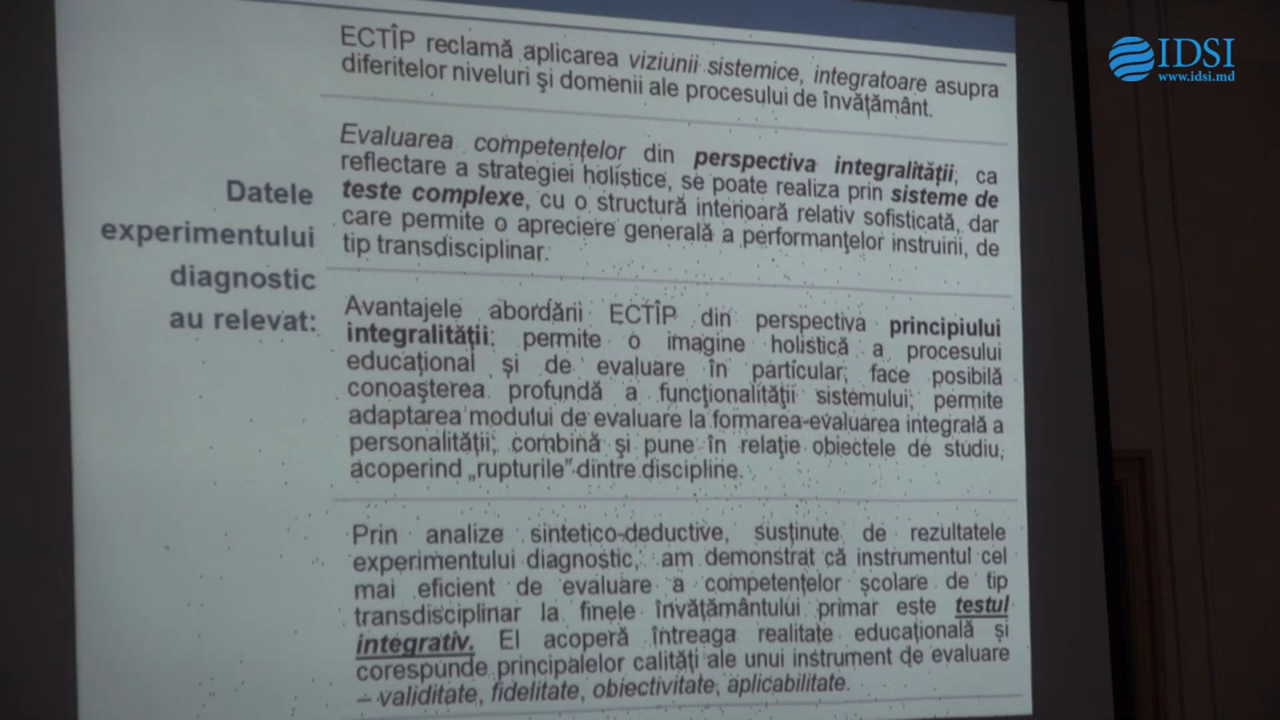 IDSI
www.idsi.md
Datele
experimentului
diagnostic
au relevat:
ECTÎP reclamă aplicarea viziunii sistemice, integratoare asupra
diferitelor niveluri şi domenii ale procesului de învăţământ.
Evaluarea competenţelor din perspectiva integralităţii, ca
reflectare a strategiei holistice, se poate realiza prin sisteme de
teste complexe, cu o structură interioară relativ sofisticată, dar
care permite o apreciere generală a performanţelor instruirii, de
tip transdisciplinar.
Avantajele abordării ECTÎP din perspectiva principiului
integralităţii: permite o imagine holistică a procesului
educaţional şi de evaluare în particular; face posibilă
conoaşterea profundă a funcţionalităţii sistemului; permite
adaptarea modului de evaluare la formarea-evaluarea integrală a
personalităţii; combină şi pune în relaţie obiectele de studiu,
acoperind „rupturile” dintre discipline.
Prin analize sintetico-deductive, susţinute de rezultatele
experimentului diagnostic, am demonstrat că instrumentul cel
mai eficient de evaluare a competenţelor şcolare de tip
transdisciplinar la finele învăţământului primar este testul
integrativ. El acoperă întreaga realitate educaţională şi
corespunde principalelor calităţi ale unui instrument de evaluare
– validitate, fidelitate, obiectivitate, aplicabilitate.